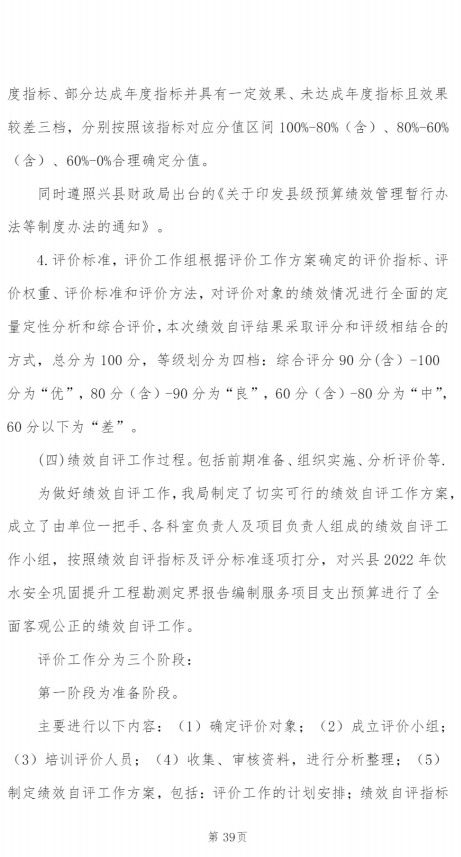 度指标、部分达成年度指标并具有一定效果、未达成年度指标且效果
较差三档，分别按照该指标对应分值区间 100%-80%（含）、80%-60%
（含）、60%-0%合理确定分值。
同时遵照兴县财政局出台的《关于印发县级预算绩效管理暂行办
法等制度办法的通知》。
4.评价标准，评价工作组根据评价工作方案确定的评价指标、评
价权重、评价标准和评价方法，对评价对象的绩效情况进行全面的定
量定性分析和综合评价，本次绩效自评结果采取评分和评级相结合的
方式，总分为 100 分，等级划分为四档：综合评分 90 分(含）-100
分为“优”，80 分（含）-90 分为“良”，60 分（含）-80 分为“中”，
60 分以下为“差”。
(四)绩效自评工作过程。包括前期准备、组织实施、分析评价等.
为做好绩效自评工作，我局制定了切实可行的绩效自评工作方案，
成立了由单位一把手、各科室负责人及项目负责人组成的绩效自评工
作小组，按照绩效自评指标及评分标准逐项打分，对兴县 2022 年饮
水安全巩固提升工程勘测定界报告编制服务项目支出预算进行了全
面客观公正的绩效自评工作。
评价工作分为三个阶段：
第一阶段为准备阶段。
主要进行以下内容：（1）确定评价对象；（2）成立评价小组；
（3）培训评价人员；（4）收集、审核资料，进行分析整理；（5）
制定绩效自评工作方案，包括：评价工作的计划安排；绩效自评指标
第 39页